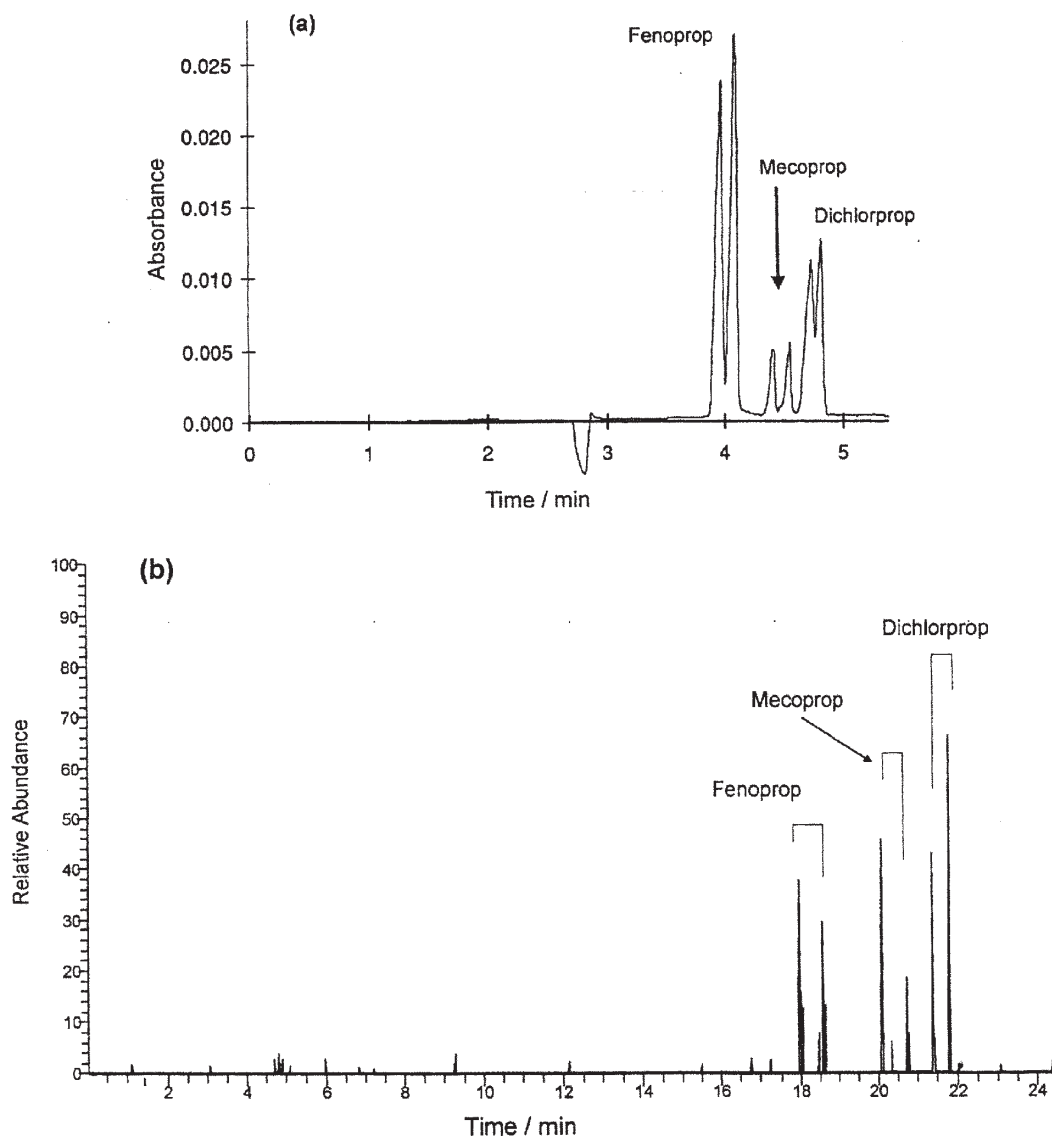 (a)
Fenoprop
Mecoprop
Dichlorprop
Absorbance
0.025
0.020
0.015
0.010
0.005
0.000
0 1 2 3 4 5
Time / min
(b)
Dichlorprop
Mecoprop
Fenoprop
Relative Abundance
100
90
80
70
60
50
40
30
20
10
0
2 4 6 8 10 12 14 16 18 20 22 24
Time / min